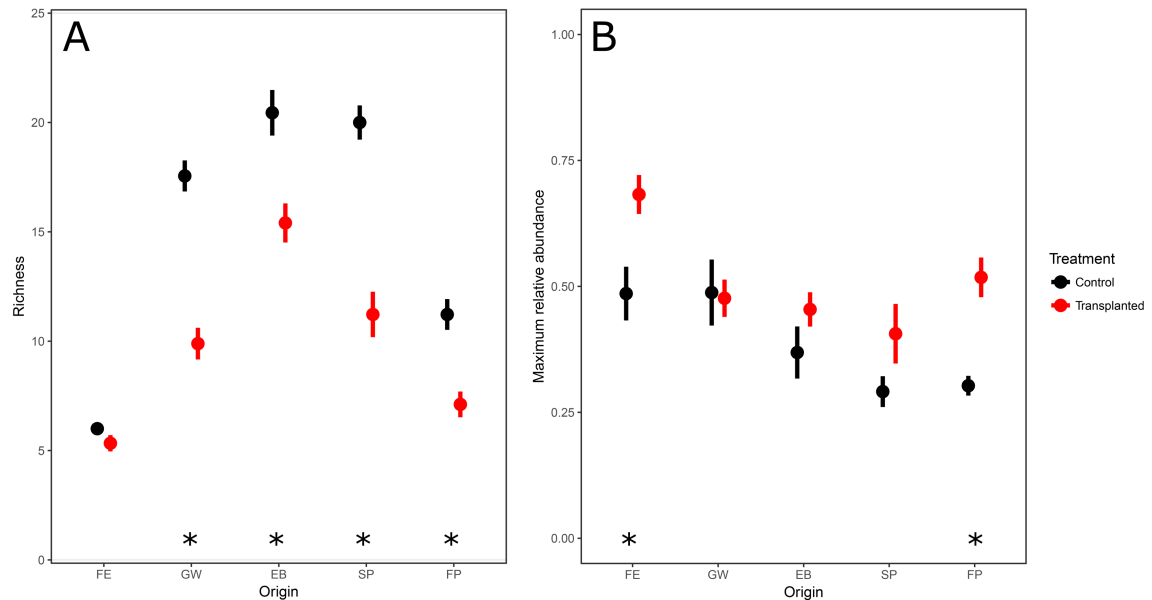 A
25
20
15
10
5
0
Richness
* * * *
FE GW EB SP FP
Origin
B
1.00
0.75
0.50
0.25
0.00
Maximum relative abundance
* *
FE GW EB SP FP
Origin
Treatment
Control
Transplanted